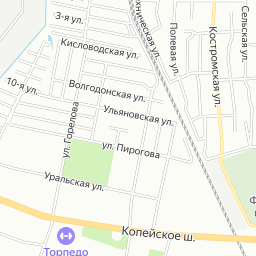 3-я ул.
Кисловодская ул.
Полевая ул.
Костромская ул.
Сельская ул.
Волгодонская ул.
10-я ул.
Ульяновская ул.
ул. Горелова
ул. Пирогова
Уральская ул.
Копейское ш.
Торпедо